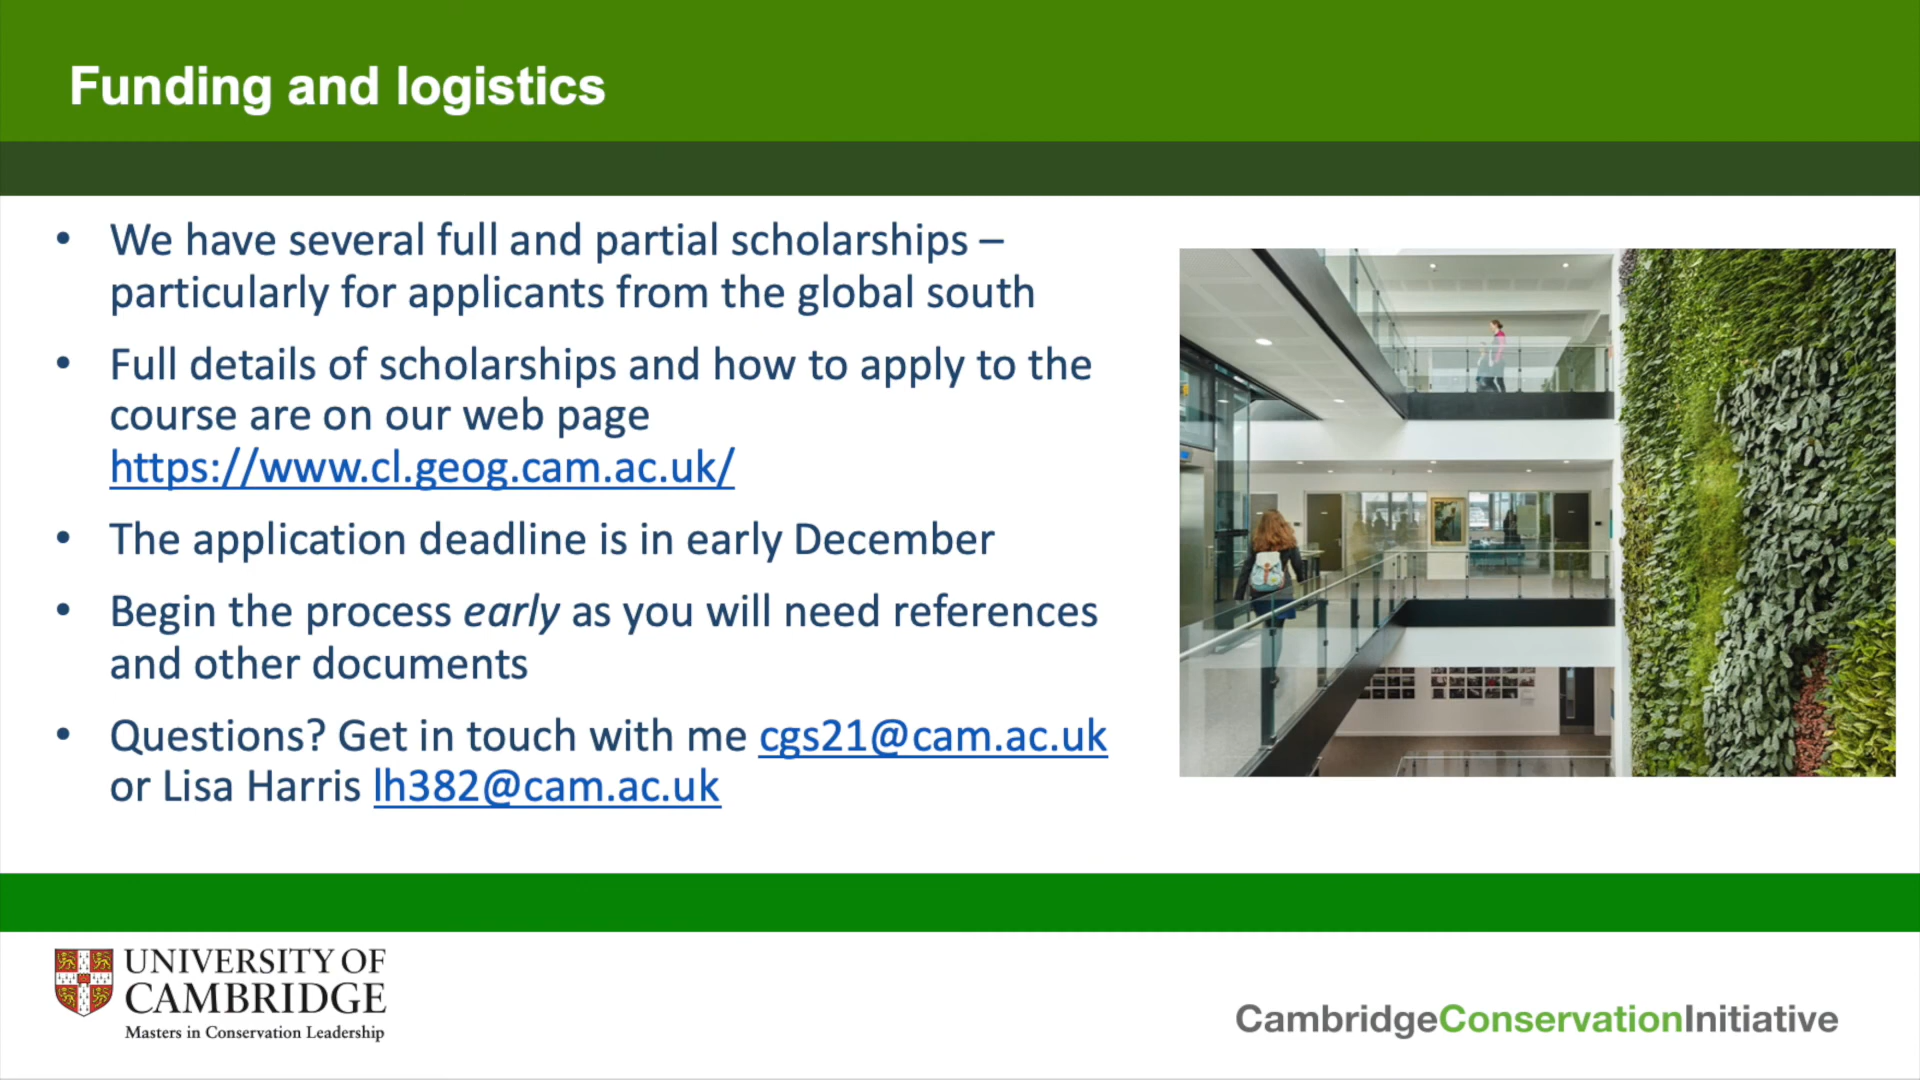 Funding and logistics
• We have several full and partial scholarships –
particularly for applicants from the global south
• Full details of scholarships and how to apply to the
course are on our web page
https://www.cl.geog.cam.ac.uk/
• The application deadline is in early December
• Begin the process early as you will need references
and other documents
• Questions? Get in touch with me cgs21@cam.ac.uk
or Lisa Harris lh382@cam.ac.uk
UNIVERSITY OF
CAMBRIDGE
Masters in Conservation Leadership
CambridgeConservationInitiative